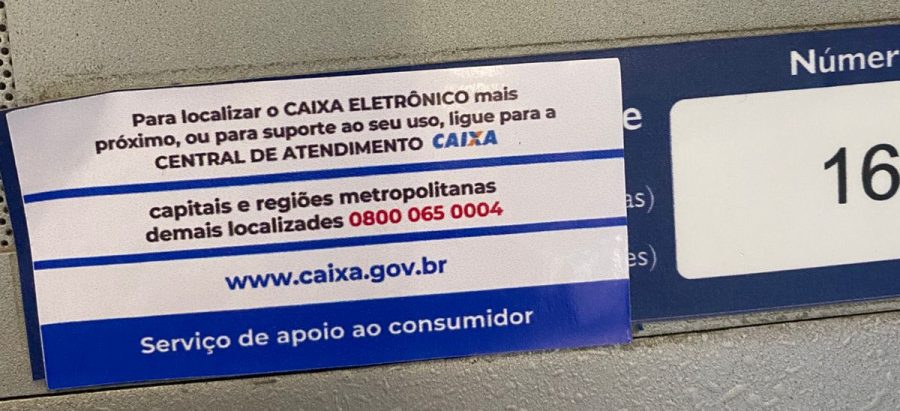 Para localizar o CAIXA ELETRÔNICO mais
próximo, ou para suporte ao seu uso, ligue para a
CENTRAL DE ATENDIMENTO CAIXA
capitais e regiões metropolitanas
demais localizades 0800 065 0004
www.caixa.gov.br
Serviço de apoio ao consumidor
Númer
e
as)
es)
16